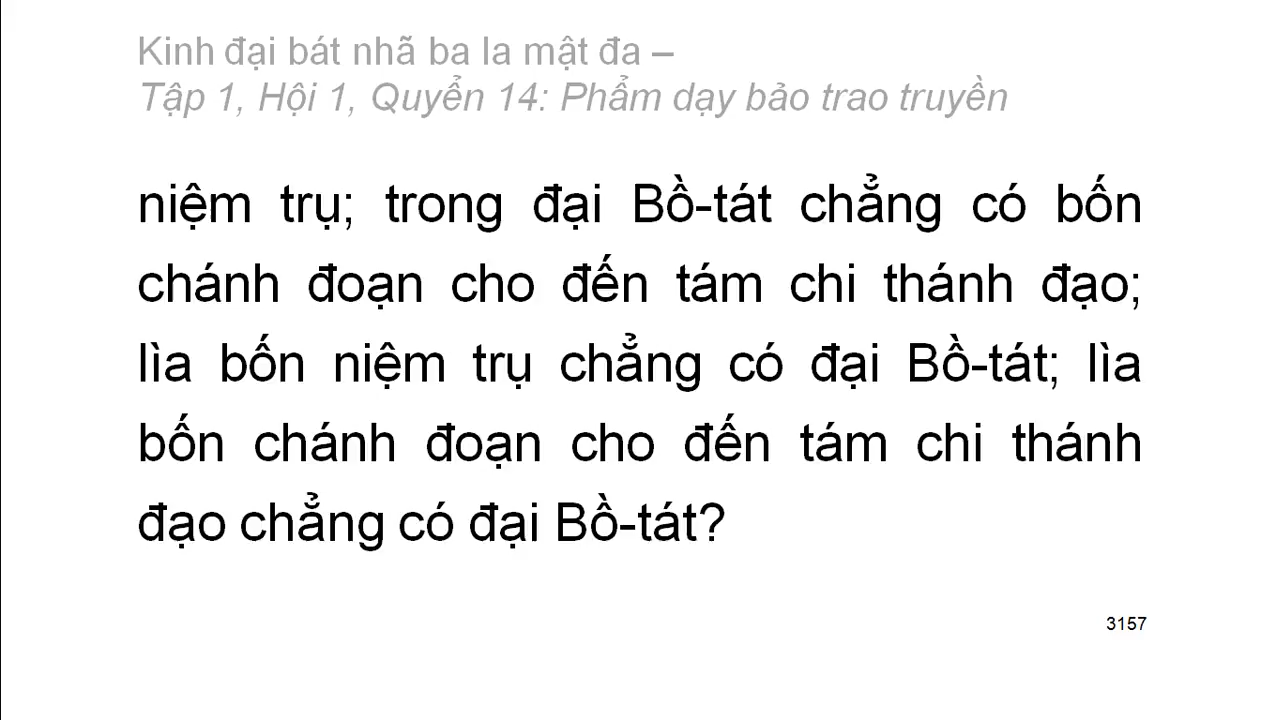 Kinh đại bát nhã ba la mật đa –
Tập 1, Hội 1, Quyển 14: Phẩm dạy bảo trao truyền
niệm trụ; trong đại Bồ-tát chẳng có bốn
chánh đoạn cho đến tám chi thánh đạo;
lìa bốn niệm trụ chẳng có đại Bồ-tát; lìa
bốn chánh đoạn cho đến tám chi thánh
đạo chẳng có đại Bồ-tát?
3157